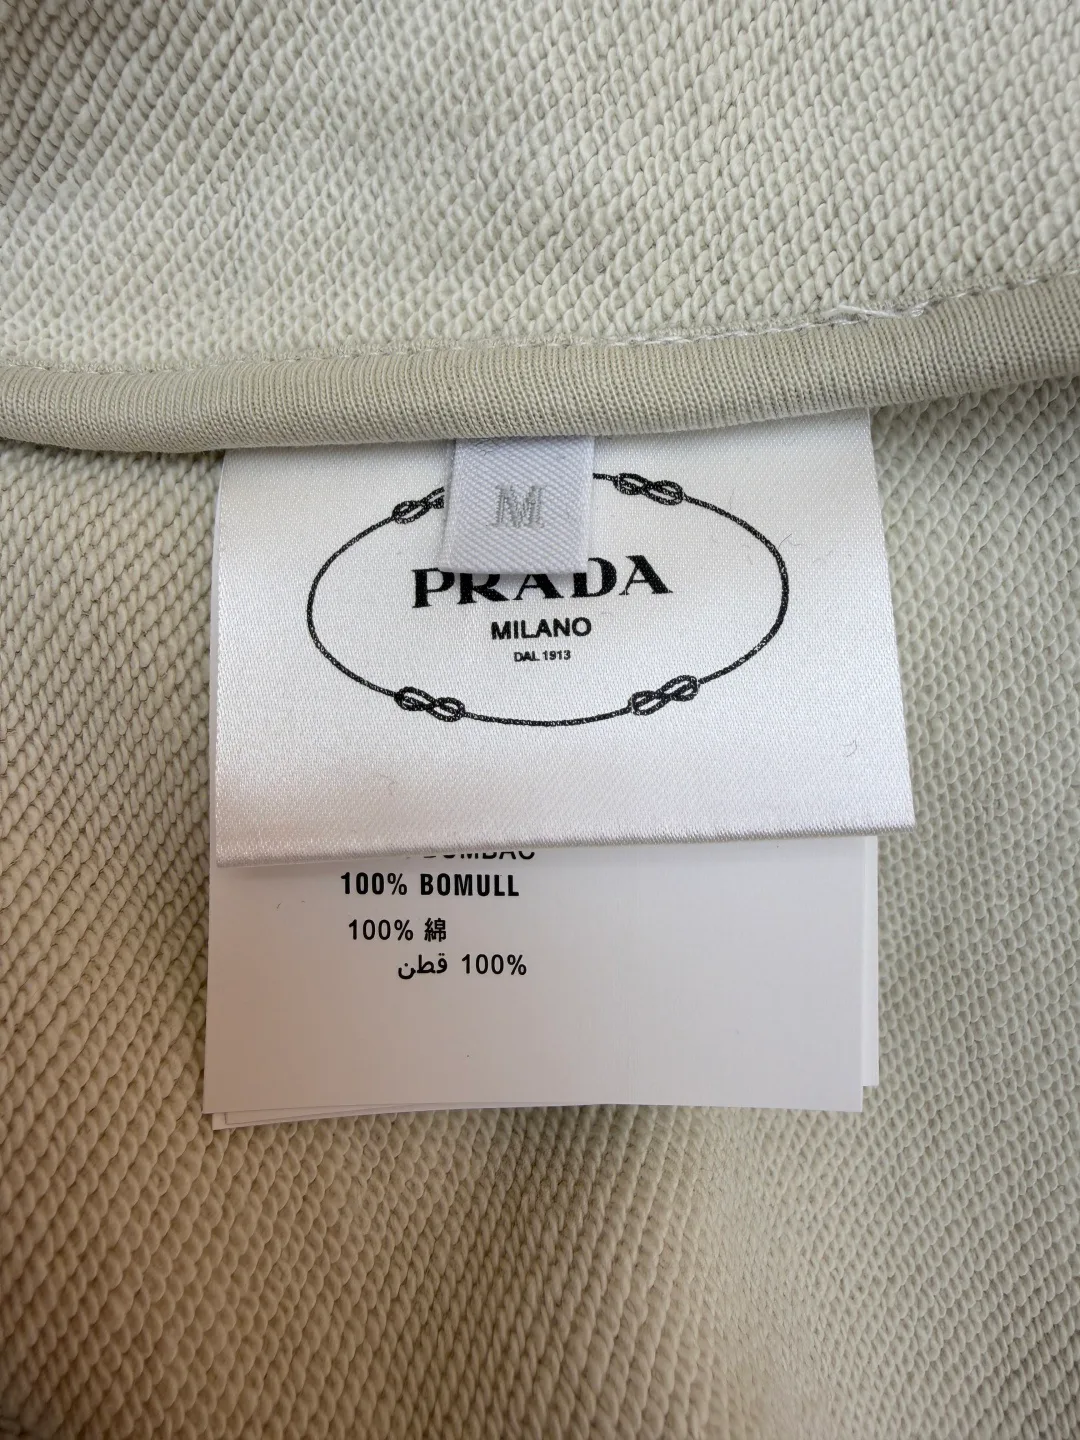 M
PRADA
MILANO
DAL 1913
100% BOMULL
100% 綿
100% قطن